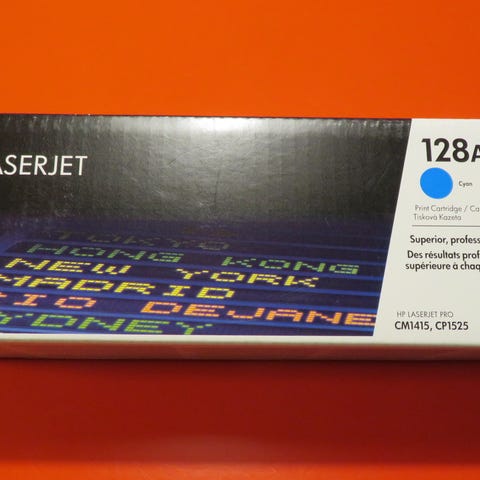 ASERJET
TOKYO
HONG KONG
NEW YORK
MADRID
RIO DEJANE
SYDNEY
128A
Cyan
Print Cartridge / Ca
Tisková Kazeta
Superior, profess
Des résultats prof
supérieure à chaq
HP LASERJET PRO
CM1415, CP1525